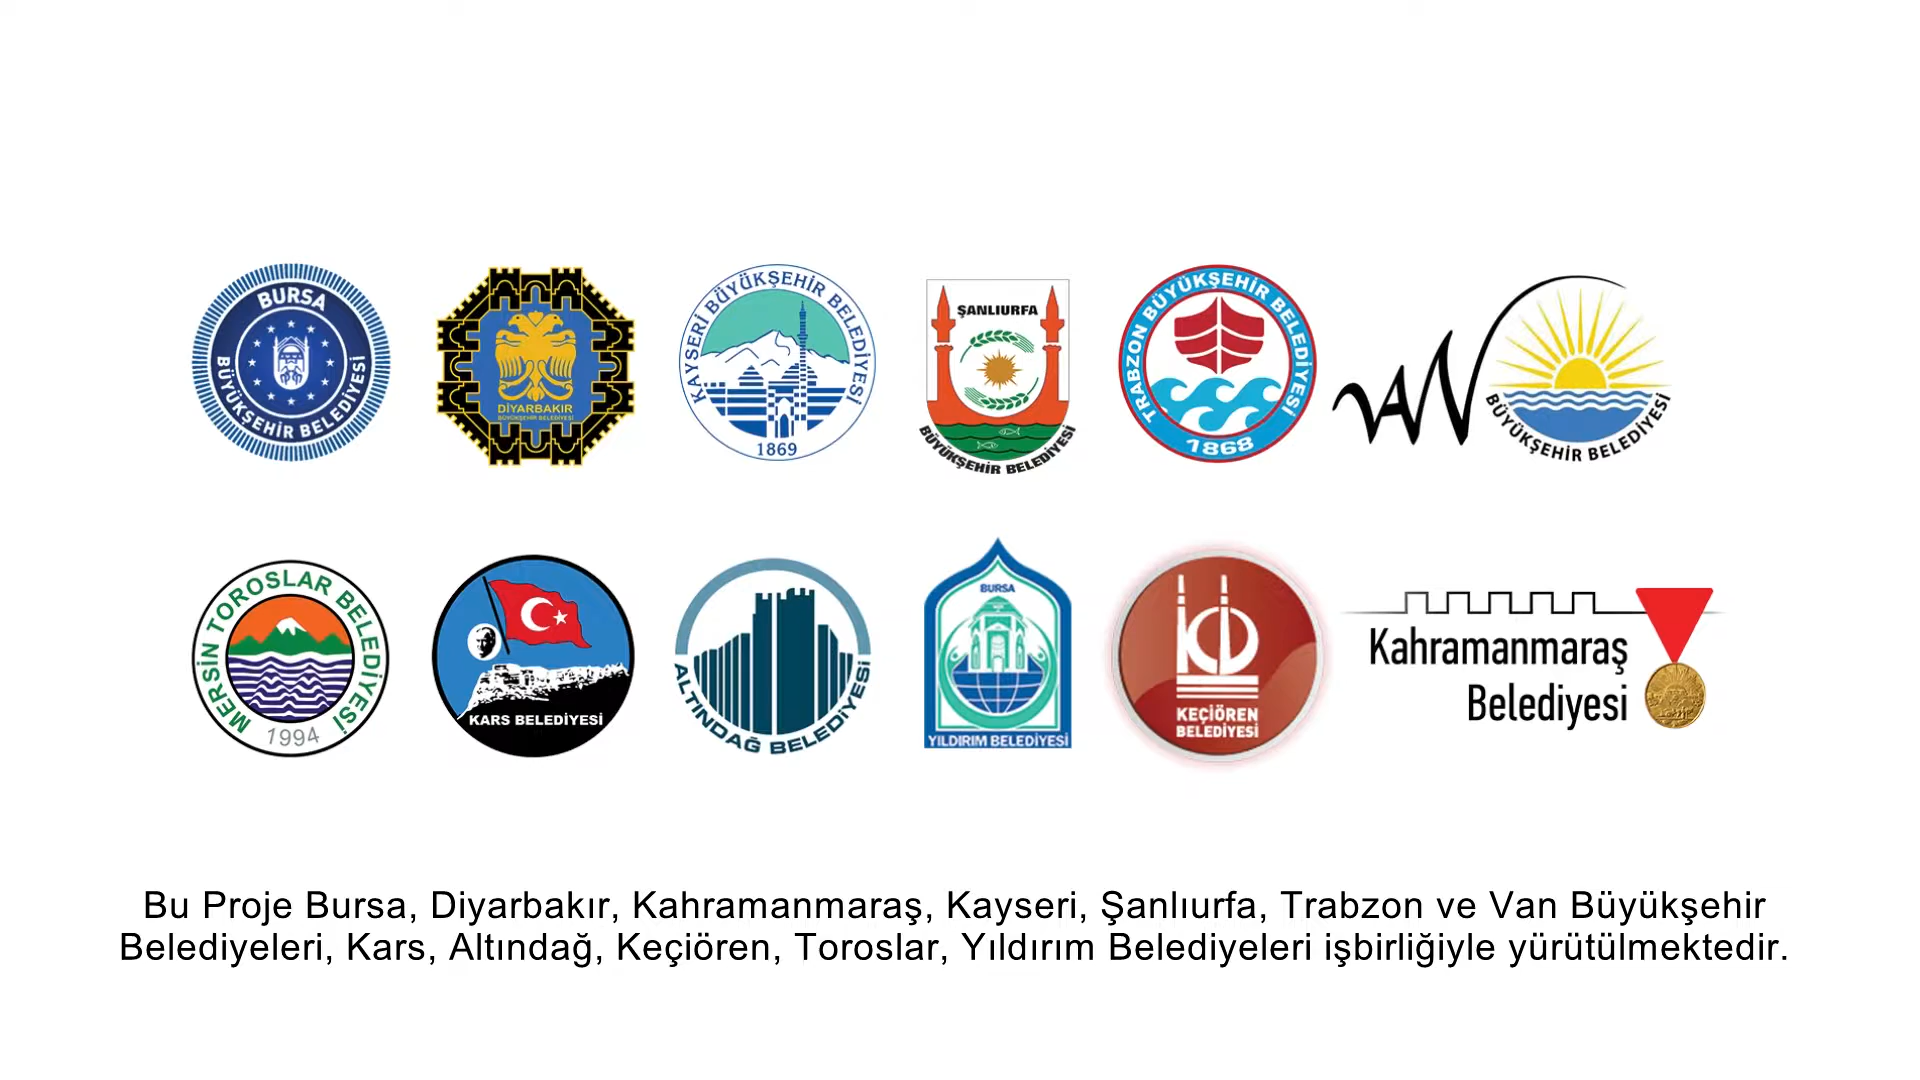 BURSA
BÜYÜKŞEHİR BELEDİYESİ
DİYARBAKIR
BÜYÜKŞEHİR BELEDİYESİ
KAYSERİ BÜYÜKŞEHİR BELEDİYESİ
1869
ŞANLIURFA
BÜYÜKŞEHİR BELEDİYESİ
TRABZON BÜYÜKŞEHİR BELEDİYESİ
1868
VAN
BÜYÜKŞEHİR BELEDİYESİ
MERSİN TOROSLAR BELEDİYESİ
1994
KARS BELEDİYESİ
ALTINDAĞ BELEDİYESİ
BURSA
YILDIRIM BELEDİYESİ
KEÇİÖREN
BELEDİYESİ
Kahramanmaraş
Belediyesi
Bu Proje Bursa, Diyarbakır, Kahramanmaraş, Kayseri, Şanlıurfa, Trabzon ve Van Büyükşehir
Belediyeleri, Kars, Altındağ, Keçiören, Toroslar, Yıldırım Belediyeleri işbirliğiyle yürütülmektedir.